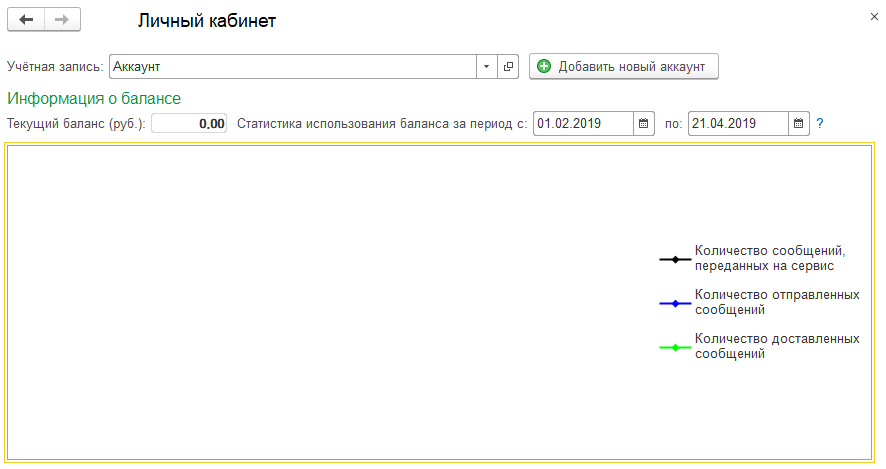 Личный кабинет
Учётная запись: Аккаунт Добавить новый аккаунт
Информация о балансе
Текущий баланс (руб.): 0,00 Статистика использования баланса за период с: 01.02.2019 по: 21.04.2019 ?
Количество сообщений,
переданных на сервис
Количество отправленных
сообщений
Количество доставленных
сообщений